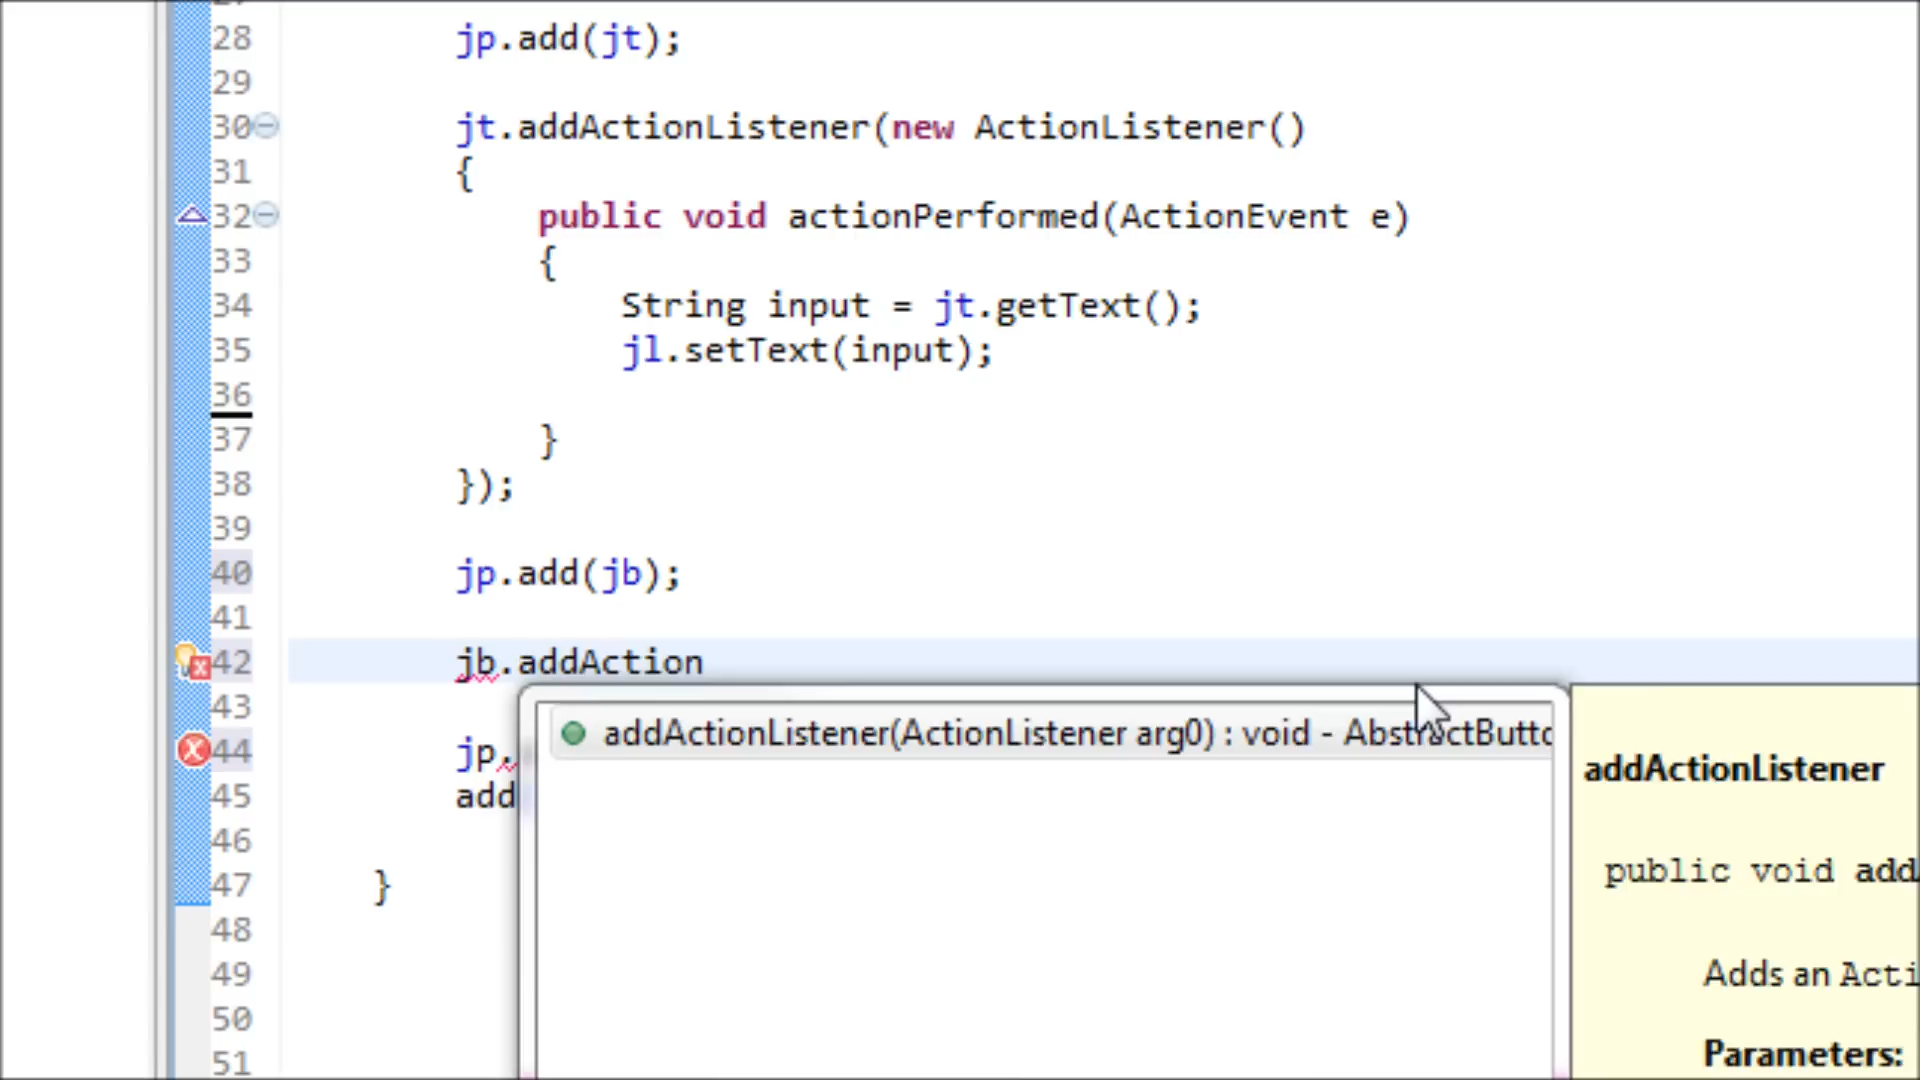 28 jp.add(jt);
29
30 jt.addActionListener(new ActionListener()
31 {
32 public void actionPerformed(ActionEvent e)
33 {
34 String input = jt.getText();
35 jl.setText(input);
36
37 }
38 });
39
40 jp.add(jb);
41
42 jb.addAction
43
44 jp.
45 add
46
47 }
48
49
50
51
addActionListener(ActionListener arg0) : void - AbstractButto
addActionListener
public void add
Adds an Acti
Parameters: